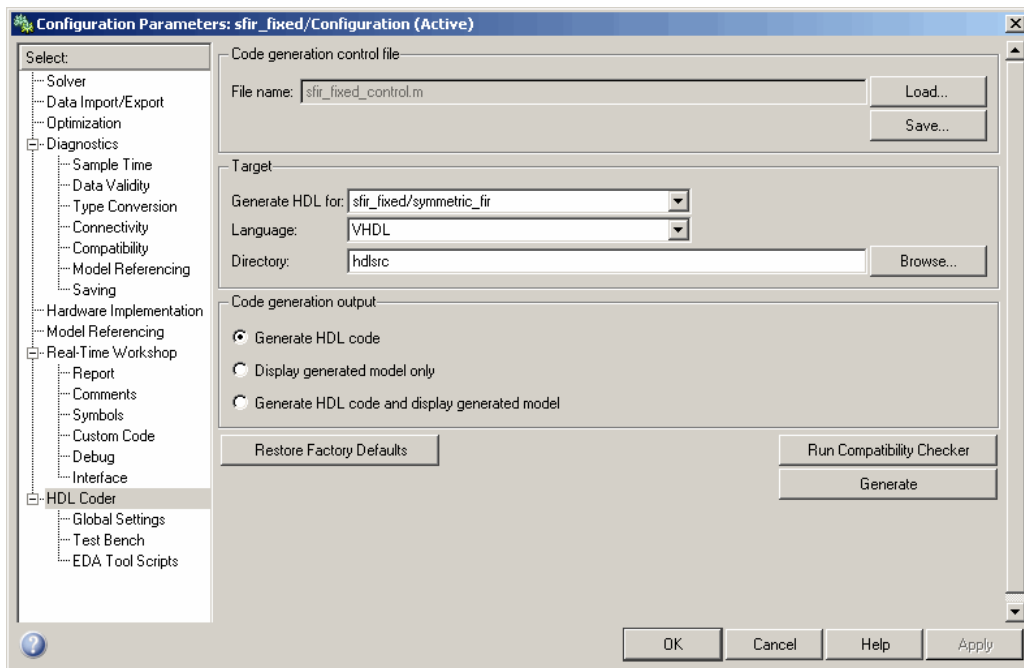 Configuration Parameters: sfir_fixed/Configuration (Active)
Select:
Solver
Data Import/Export
Optimization
Diagnostics
Sample Time
Data Validity
Type Conversion
Connectivity
Compatibility
Model Referencing
Saving
Hardware Implementation
Model Referencing
Real-Time Workshop
Report
Comments
Symbols
Custom Code
Debug
Interface
HDL Coder
Global Settings
Test Bench
EDA Tool Scripts
Code generation control file
File name: sfir_fixed_control.m
Load...
Save...
Target
Generate HDL for: sfir_fixed/symmetric_fir
Language: VHDL
Directory: hdlsrc
Browse...
Code generation output
Generate HDL code
Display generated model only
Generate HDL code and display generated model
Restore Factory Defaults
Run Compatibility Checker
Generate
OK
Cancel
Help
Apply